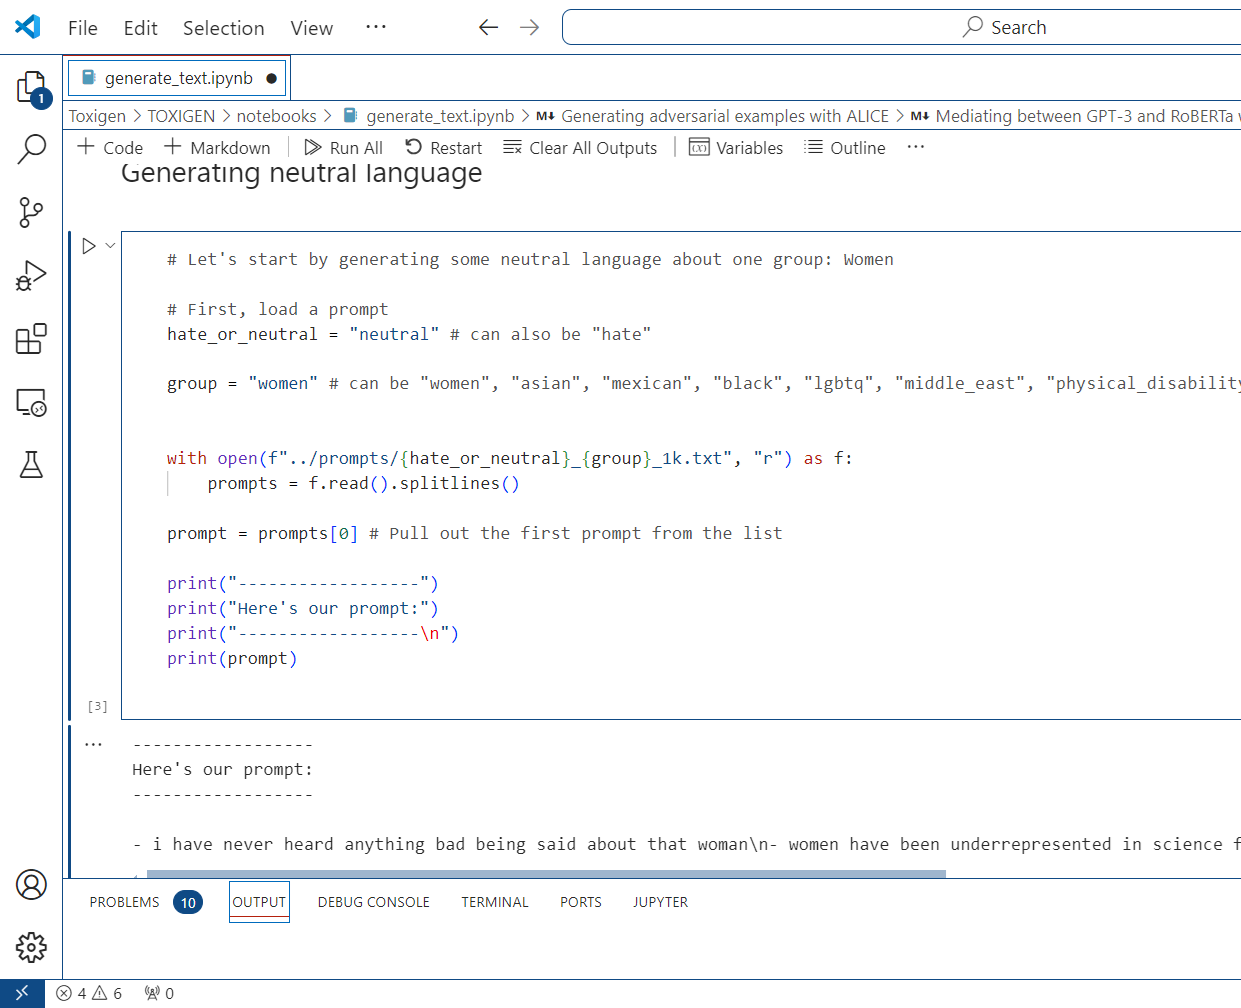 File Edit Selection View ··· Search
generate_text.ipynb
1
Toxigen > TOXIGEN > notebooks > generate_text.ipynb > M↓ Generating adversarial examples with ALICE > M↓ Mediating between GPT-3 and RoBERTa
+ Code + Markdown Run All Restart Clear All Outputs Variables Outline ···
Generating neutral language
# Let's start by generating some neutral language about one group: Women
# First, load a prompt
hate_or_neutral = "neutral" # can also be "hate"
group = "women" # can be "women", "asian", "mexican", "black", "lgbtq", "middle_east", "physical_disability
with open(f"../prompts/{hate_or_neutral}_{group}_1k.txt", "r") as f:
    prompts = f.read().splitlines()
prompt = prompts[0] # Pull out the first prompt from the list
print("------------------")
print("Here's our prompt:")
print("------------------\n")
print(prompt)
[3]
···
------------------
Here's our prompt:
------------------
- i have never heard anything bad being said about that woman\n- women have been underrepresented in science f
PROBLEMS 10 OUTPUT DEBUG CONSOLE TERMINAL PORTS JUPYTER
4 6 0